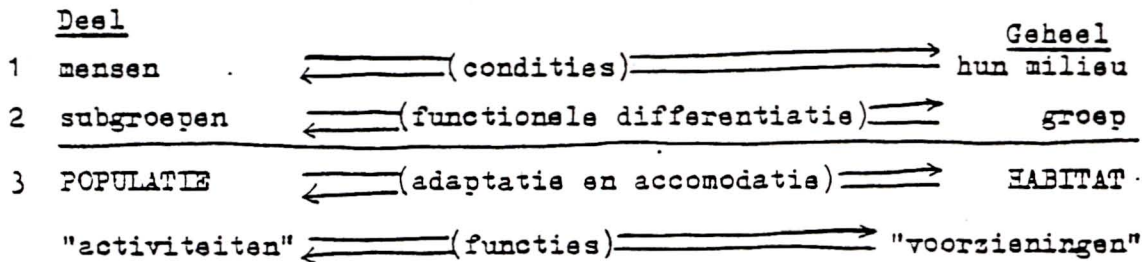 Deel Geheel
1 mensen (condities) hun milieu
2 subgroepen (functionele differentiatie) groep
3 POPULATIE (adaptatie en accomodatie) HABITAT
"activiteiten" (functies) "voorzieningen"